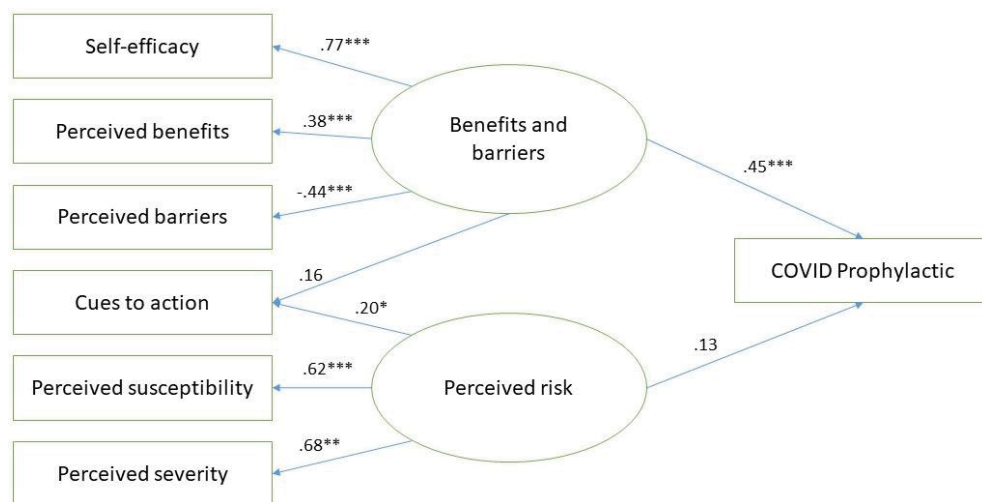 Self-efficacy
.77***
Perceived benefits
.38***
Benefits and
barriers
-.44***
.45***
Perceived barriers
COVID Prophylactic
.16
Cues to action
.20*
.13
.62***
Perceived susceptibility
Perceived risk
.68**
Perceived severity